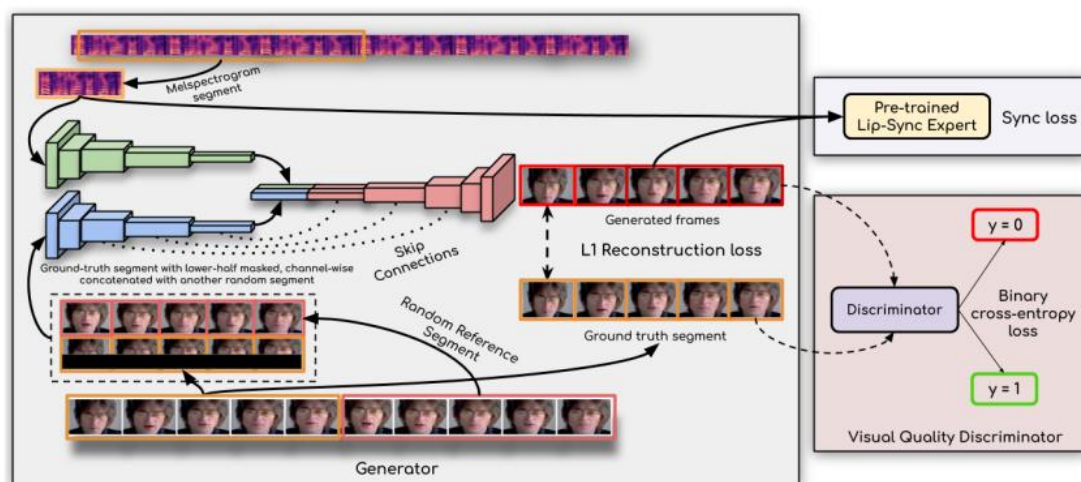 Melspectrogram
segment
Pre-trained
Lip-Sync Expert
Sync loss
Generated frames
L1 Reconstruction loss
Skip
Connections
Ground-truth segment with lower-half masked, channel-wise
concatenated with another random segment
Random Reference
Segment
Ground truth segment
y = 0
Discriminator
Binary
cross-entropy
loss
y = 1
Visual Quality Discriminator
Generator